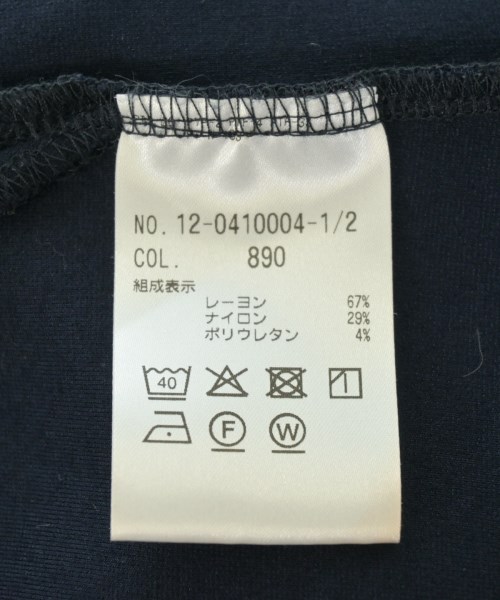 NO. 12-0410004-1/2
COL. 890
組成表示
レーヨン 67%
ナイロン 29%
ポリウレタン 4%
40
F W